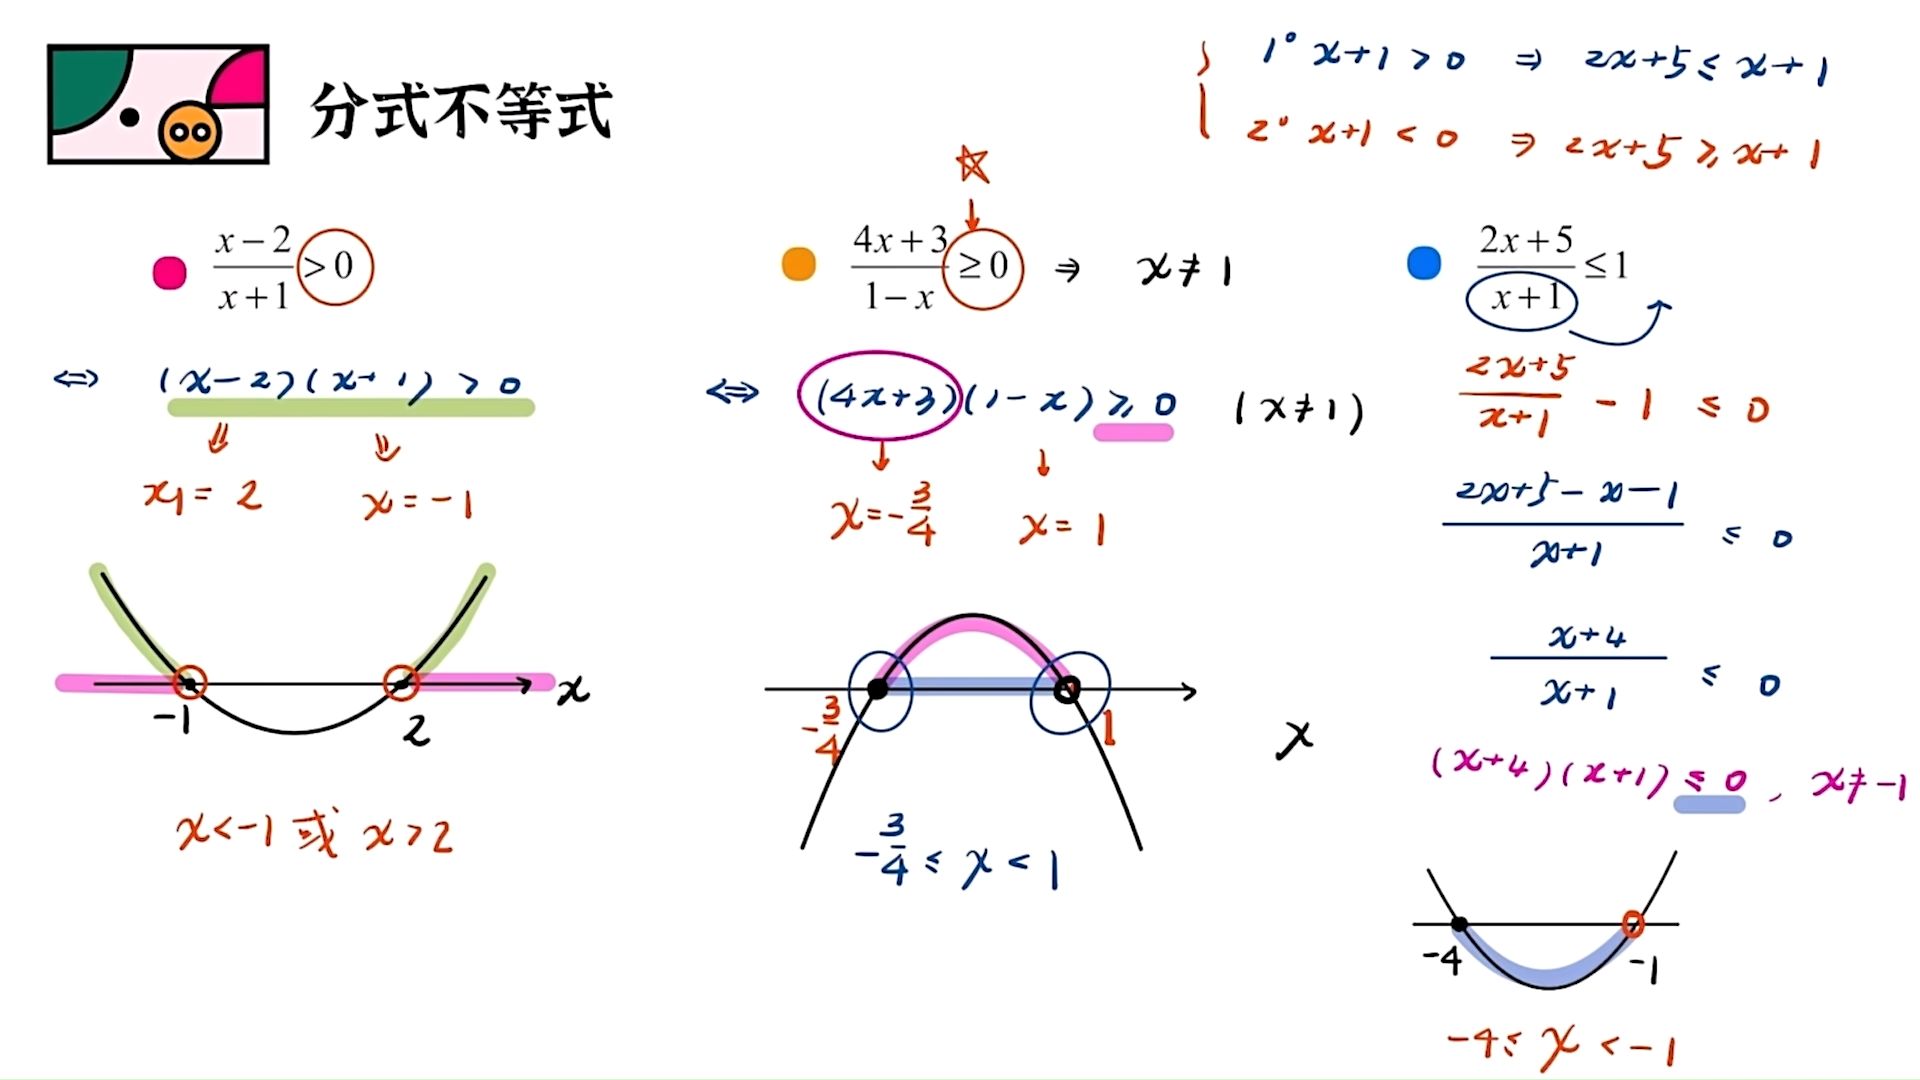 分式不等式
1° x+1 > 0 ⇒ 2x+5 ≤ x+1
2° x+1 < 0 ⇒ 2x+5 ≥ x+1
(x−2)/(x+1) > 0
⇔ (x−2)(x+1) > 0
x₁ = 2 x = −1
−1 2 x
x<−1 或 x>2
(4x+3)/(1−x) ≥ 0 ⇒ x ≠ 1
⇔ (4x+3)(1−x) ≥ 0 (x≠1)
x = −3/4 x = 1
−3/4 1 x
−3/4 ≤ x < 1
(2x+5)/(x+1) ≤ 1
(2x+5)/(x+1) − 1 ≤ 0
(2x+5−x−1)/(x+1) ≤ 0
(x+4)/(x+1) ≤ 0
(x+4)(x+1) ≤ 0 , x≠−1
−4 −1
−4 ≤ x < −1